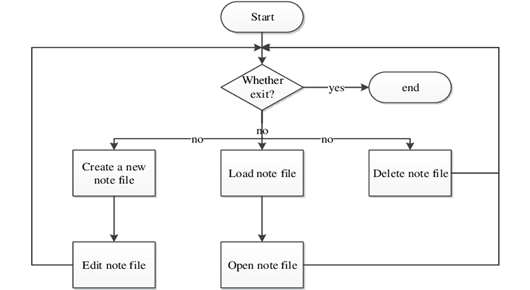 Start
Whether
exit?
yes
end
no
no
no
Create a new
note file
Load note file
Delete note file
Edit note file
Open note file